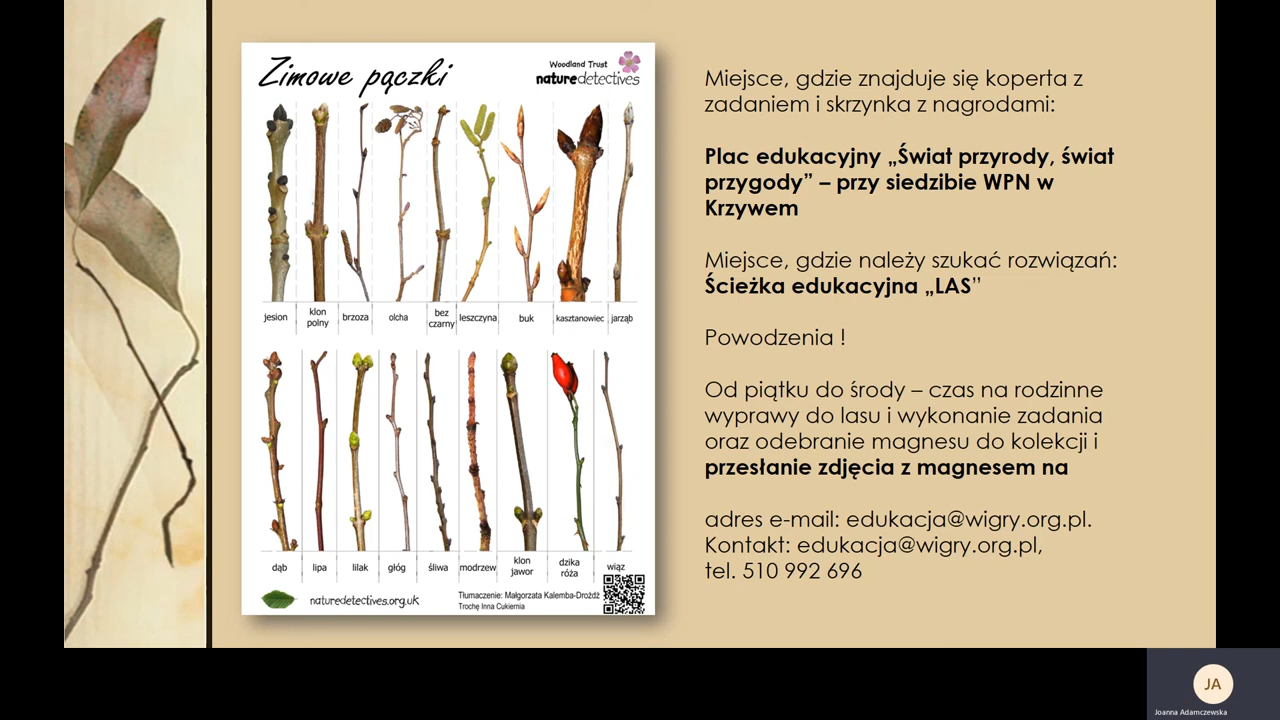 Zimowe pączki
Woodland Trust
naturedetectives
jesion
klon
polny
brzoza
olcha
bez
czarny
leszczyna
buk
kasztanowiec
jarząb
dąb
lipa
lilak
głóg
śliwa
modrzew
klon
jawor
dzika
róża
wiąz
naturedetectives.org.uk
Tłumaczenie: Małgorzata Kalemba-Drożdż
Trochę Inna Cukiernia
Miejsce, gdzie znajduje się koperta z
zadaniem i skrzynka z nagrodami:
Plac edukacyjny „Świat przyrody, świat
przygody” – przy siedzibie WPN w
Krzywem
Miejsce, gdzie należy szukać rozwiązań:
Ścieżka edukacyjna „LAS”
Powodzenia !
Od piątku do środy – czas na rodzinne
wyprawy do lasu i wykonanie zadania
oraz odebranie magnesu do kolekcji i
przesłanie zdjęcia z magnesem na
adres e-mail: edukacja@wigry.org.pl.
Kontakt: edukacja@wigry.org.pl,
tel. 510 992 696
JA
Joanna Adamczewska